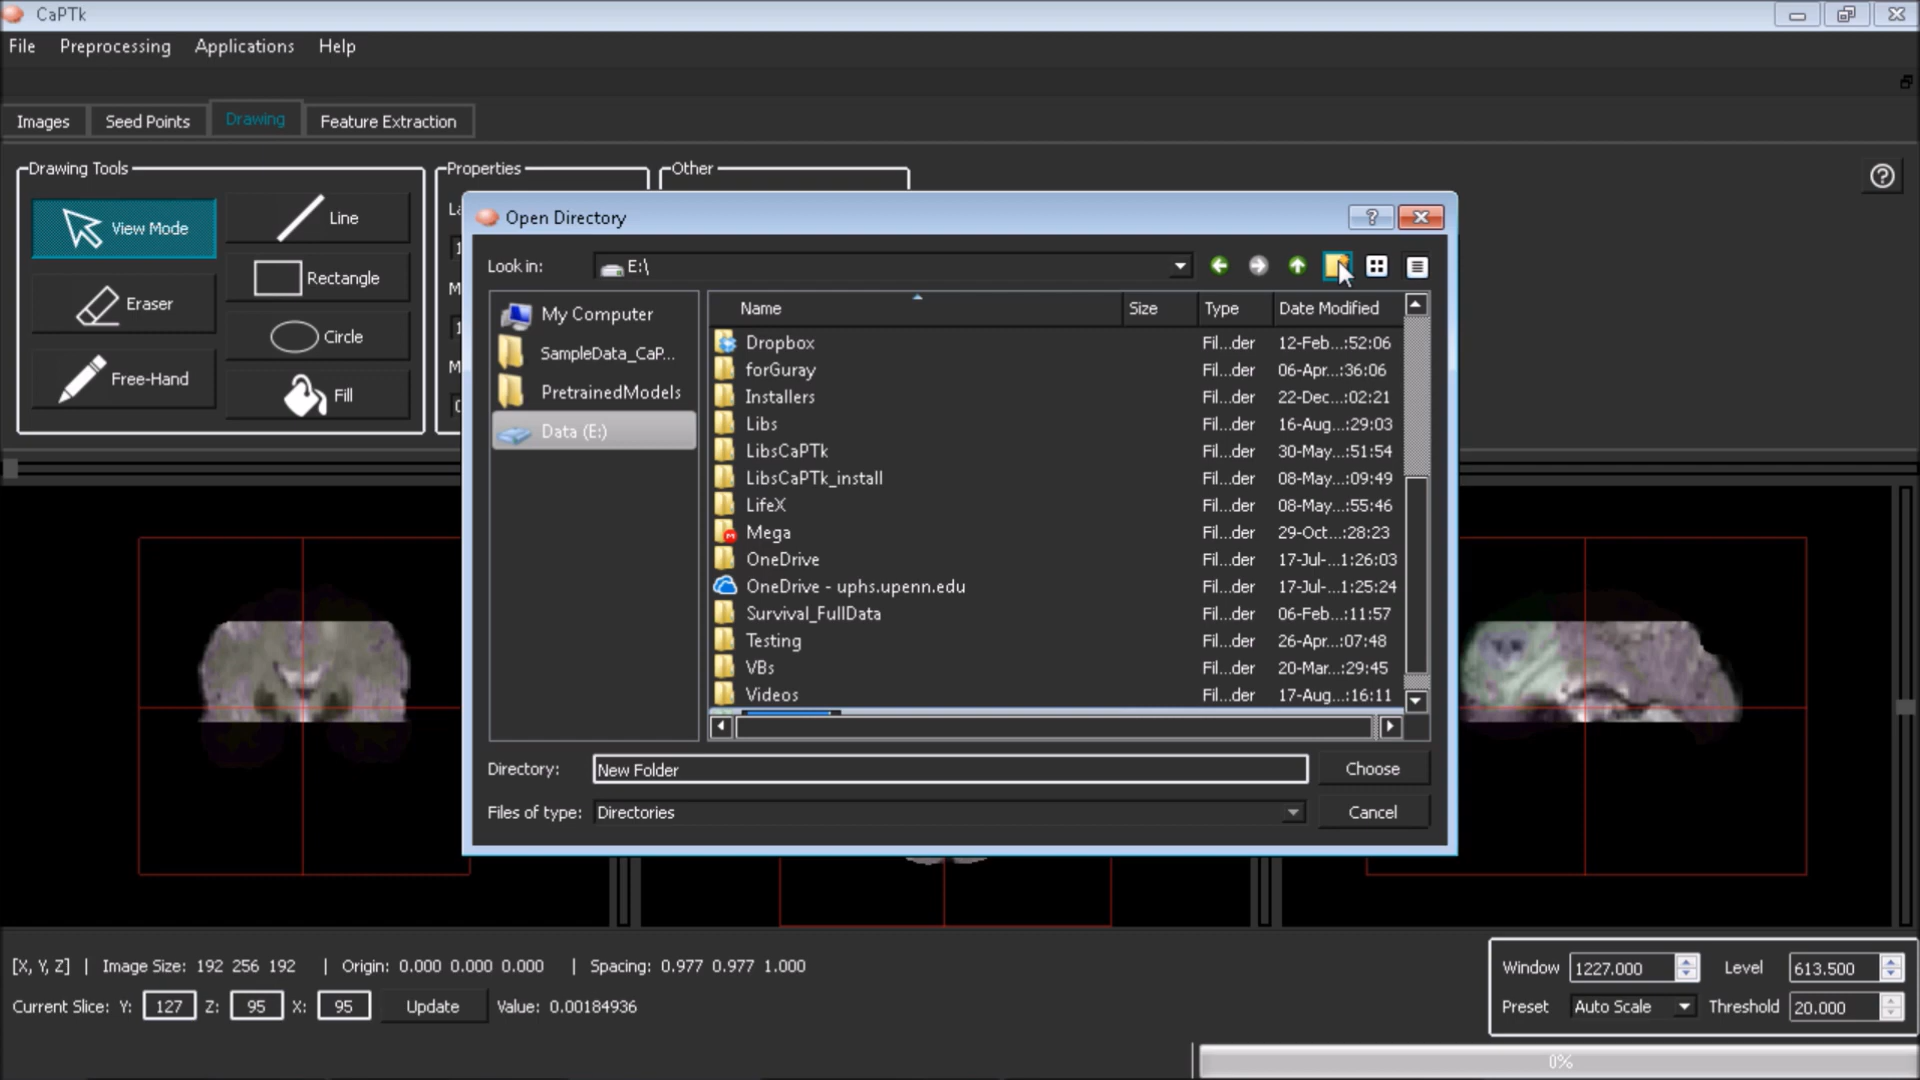 CaPTk
File Preprocessing Applications Help
Images Seed Points Drawing Feature Extraction
Drawing Tools Properties Other
View Mode Line
Rectangle
Eraser
Circle
Free-Hand
Fill
Open Directory
Look in: E:\
My Computer
SampleData_CaP...
PretrainedModels
Data (E:)
Name Size Type Date Modified
Dropbox Fil...der 12-Feb...:52:06
forGuray Fil...der 06-Apr...:36:06
Installers Fil...der 22-Dec...:02:21
Libs Fil...der 16-Aug...:29:03
LibsCaPTk Fil...der 30-May...:51:54
LibsCaPTk_install Fil...der 08-May...:09:49
LifeX Fil...der 08-May...:55:46
Mega Fil...der 29-Oct...:28:23
OneDrive Fil...der 17-Jul-...1:26:03
OneDrive - uphs.upenn.edu Fil...der 17-Jul-...1:25:24
Survival_FullData Fil...der 06-Feb...:11:57
Testing Fil...der 26-Apr...:07:48
VBs Fil...der 20-Mar...:29:45
Videos Fil...der 17-Aug...:16:11
Directory: New Folder Choose
Files of type: Directories Cancel
[X, Y, Z] | Image Size: 192 256 192 | Origin: 0.000 0.000 0.000 | Spacing: 0.977 0.977 1.000
Current Slice: Y: 127 Z: 95 X: 95 Update Value: 0.00184936
Window 1227.000 Level 613.500
Preset Auto Scale Threshold 20.000
0%